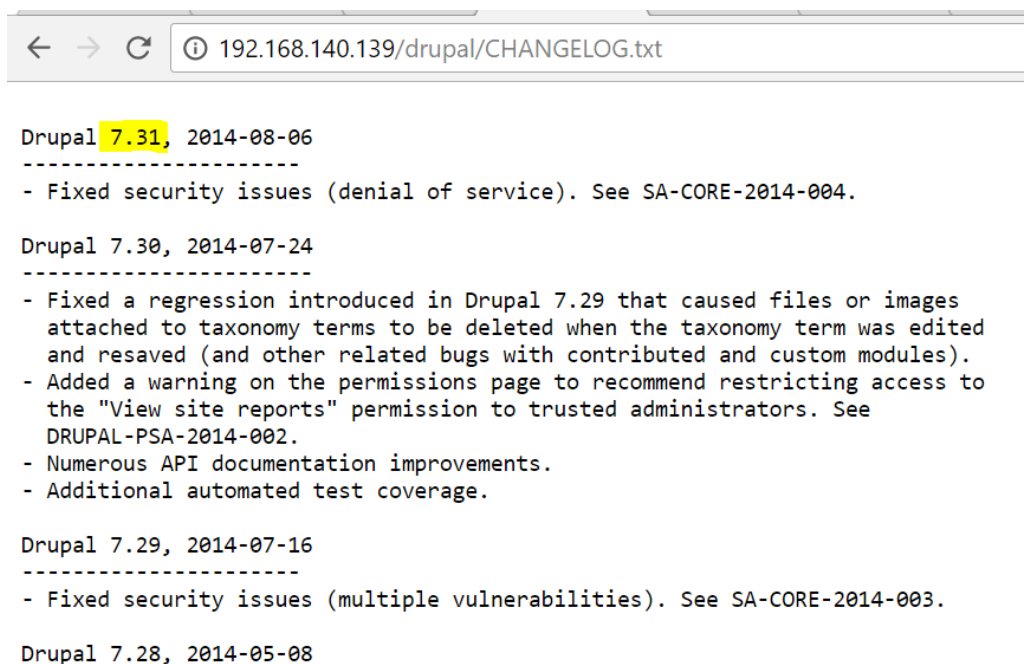 192.168.140.139/drupal/CHANGELOG.txt
Drupal 7.31, 2014-08-06
----------------------
- Fixed security issues (denial of service). See SA-CORE-2014-004.
Drupal 7.30, 2014-07-24
-----------------------
- Fixed a regression introduced in Drupal 7.29 that caused files or images
attached to taxonomy terms to be deleted when the taxonomy term was edited
and resaved (and other related bugs with contributed and custom modules).
- Added a warning on the permissions page to recommend restricting access to
the "View site reports" permission to trusted administrators. See
DRUPAL-PSA-2014-002.
- Numerous API documentation improvements.
- Additional automated test coverage.
Drupal 7.29, 2014-07-16
----------------------
- Fixed security issues (multiple vulnerabilities). See SA-CORE-2014-003.
Drupal 7.28, 2014-05-08